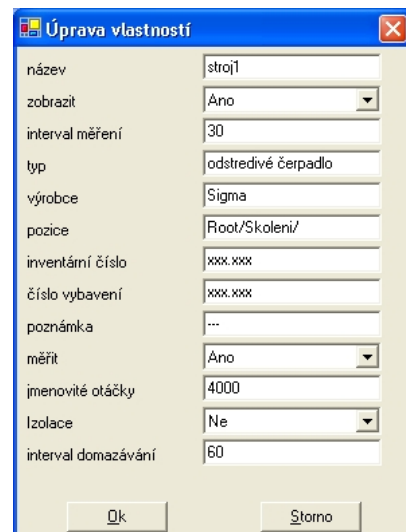 Úprava vlastností
název stroj1
zobrazit Ano
interval měření 30
typ odstredivé čerpadlo
výrobce Sigma
pozice Root/Skoleni/
inventární číslo xxx.xxx
číslo vybavení xxx.xxx
poznámka ---
měřit Ano
jmenovité otáčky 4000
Izolace Ne
interval domazávání 60
Ok Storno